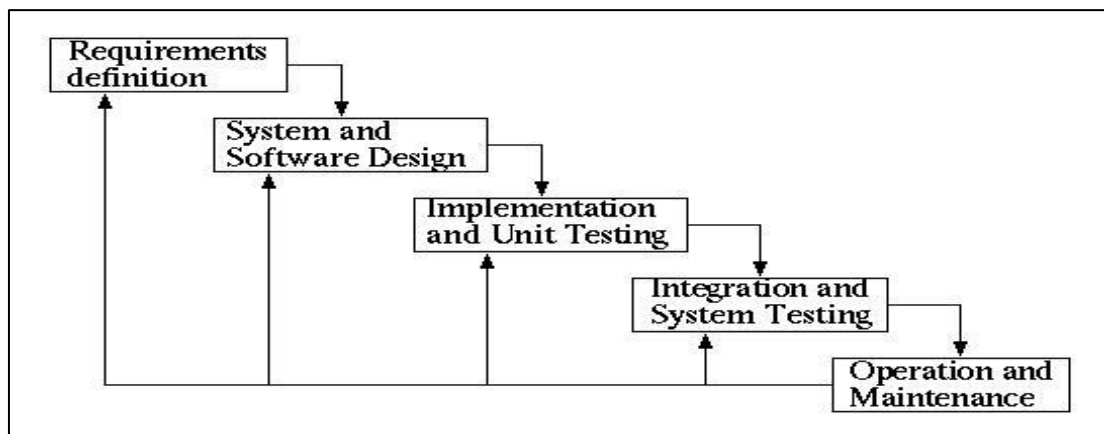 Requirements
definition
System and
Software Design
Implementation
and Unit Testing
Integration and
System Testing
Operation and
Maintenance